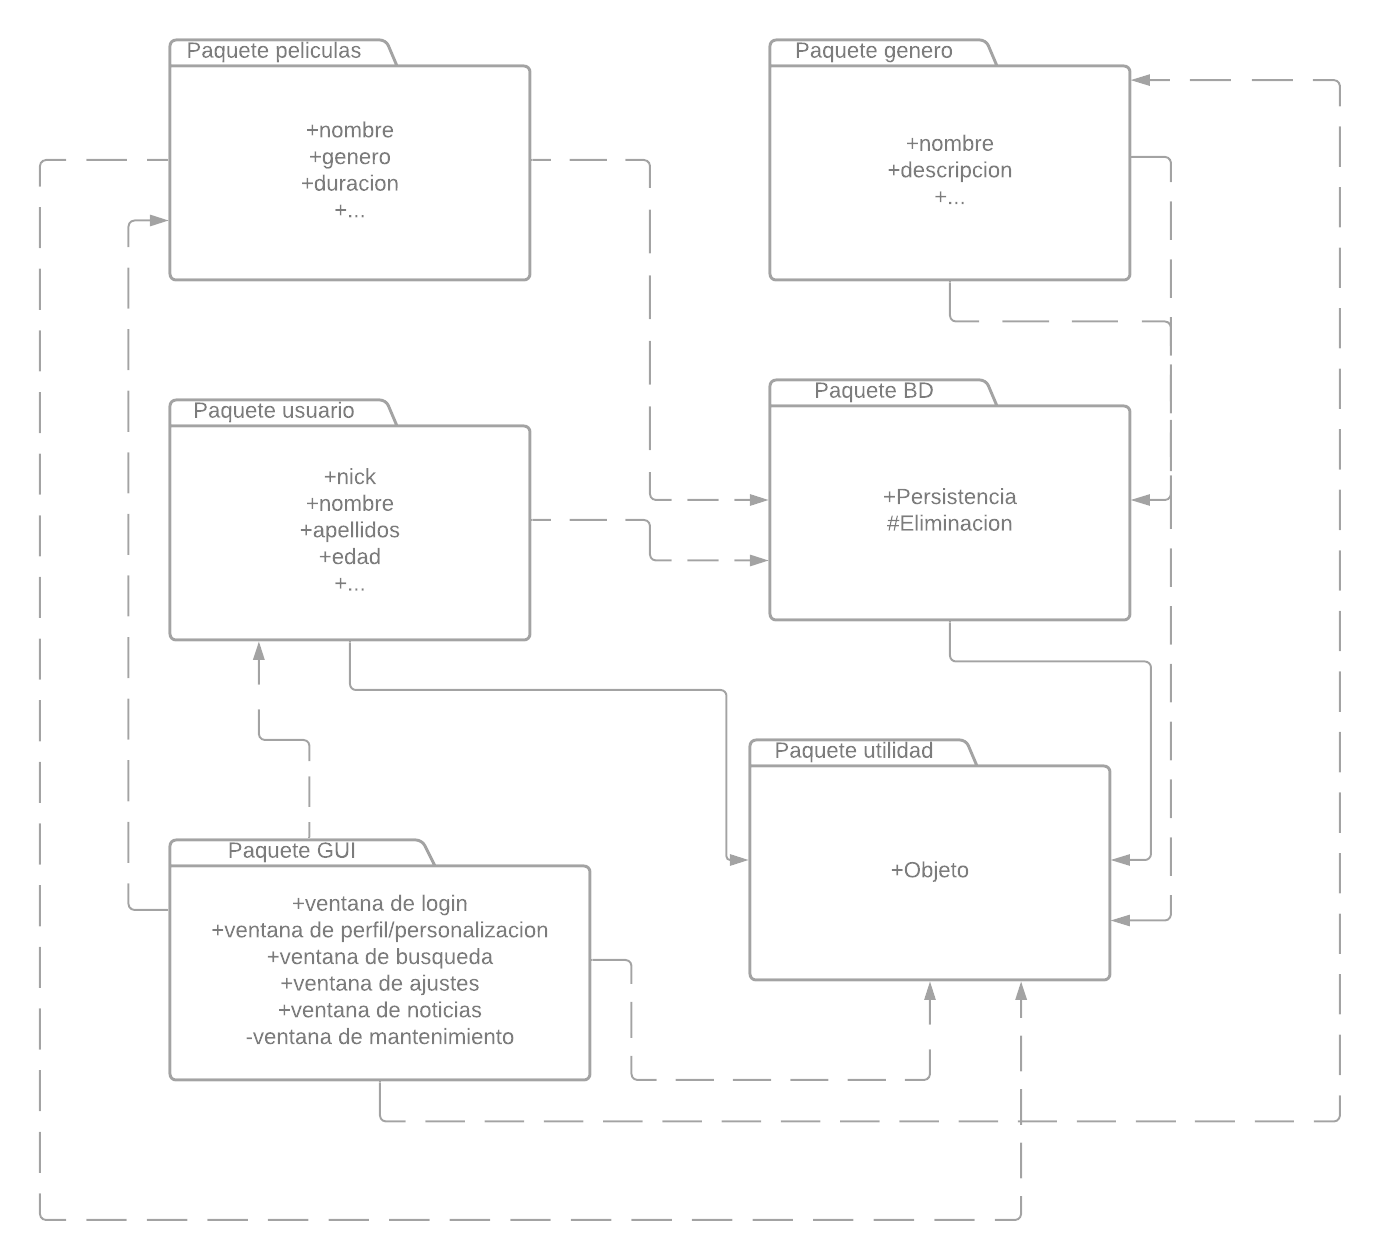 Paquete peliculas
+nombre
+genero
+duracion
+...
Paquete genero
+nombre
+descripcion
+...
Paquete usuario
+nick
+nombre
+apellidos
+edad
+...
Paquete BD
+Persistencia
#Eliminacion
Paquete utilidad
+Objeto
Paquete GUI
+ventana de login
+ventana de perfil/personalizacion
+ventana de busqueda
+ventana de ajustes
+ventana de noticias
-ventana de mantenimiento